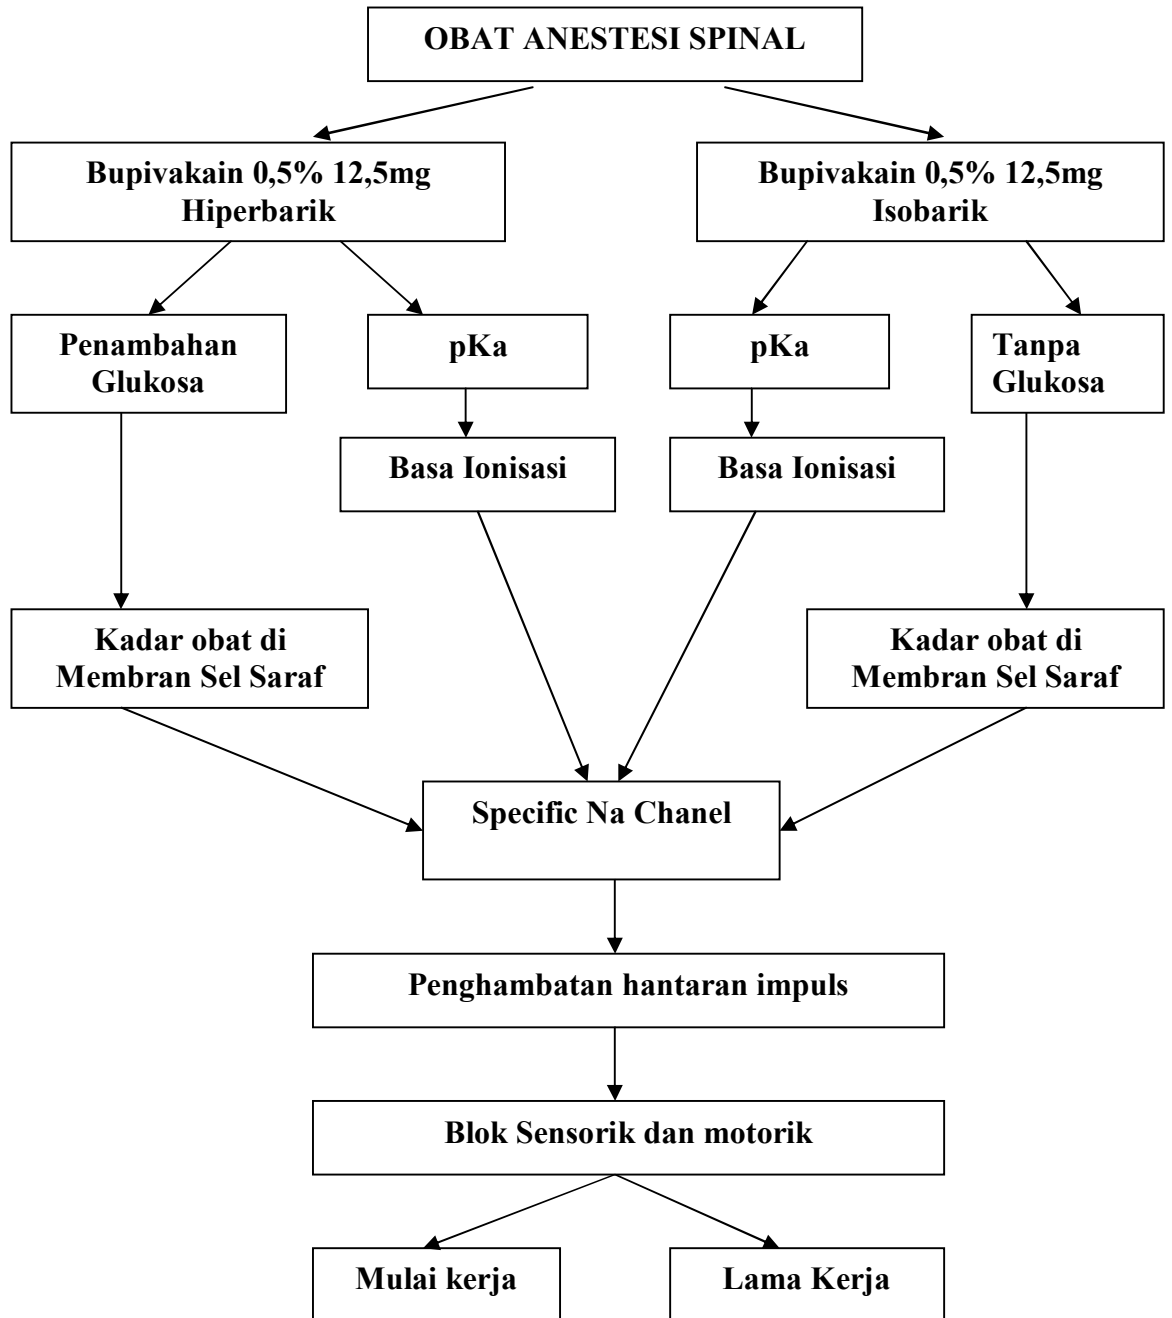 OBAT ANESTESI SPINAL
Bupivakain 0,5% 12,5mg
Hiperbarik
Bupivakain 0,5% 12,5mg
Isobarik
Penambahan
Glukosa
pKa
pKa
Tanpa
Glukosa
Basa Ionisasi
Basa Ionisasi
Kadar obat di
Membran Sel Saraf
Kadar obat di
Membran Sel Saraf
Specific Na Chanel
Penghambatan hantaran impuls
Blok Sensorik dan motorik
Mulai kerja
Lama Kerja